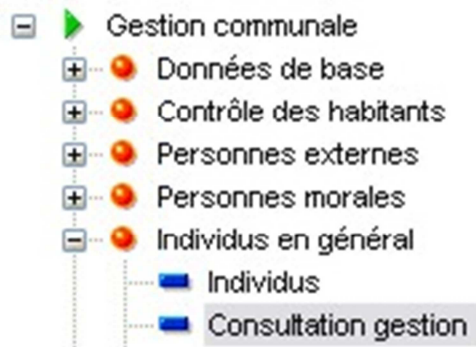 Gestion communale
Données de base
Contrôle des habitants
Personnes externes
Personnes morales
Individus en général
Individus
Consultation gestion